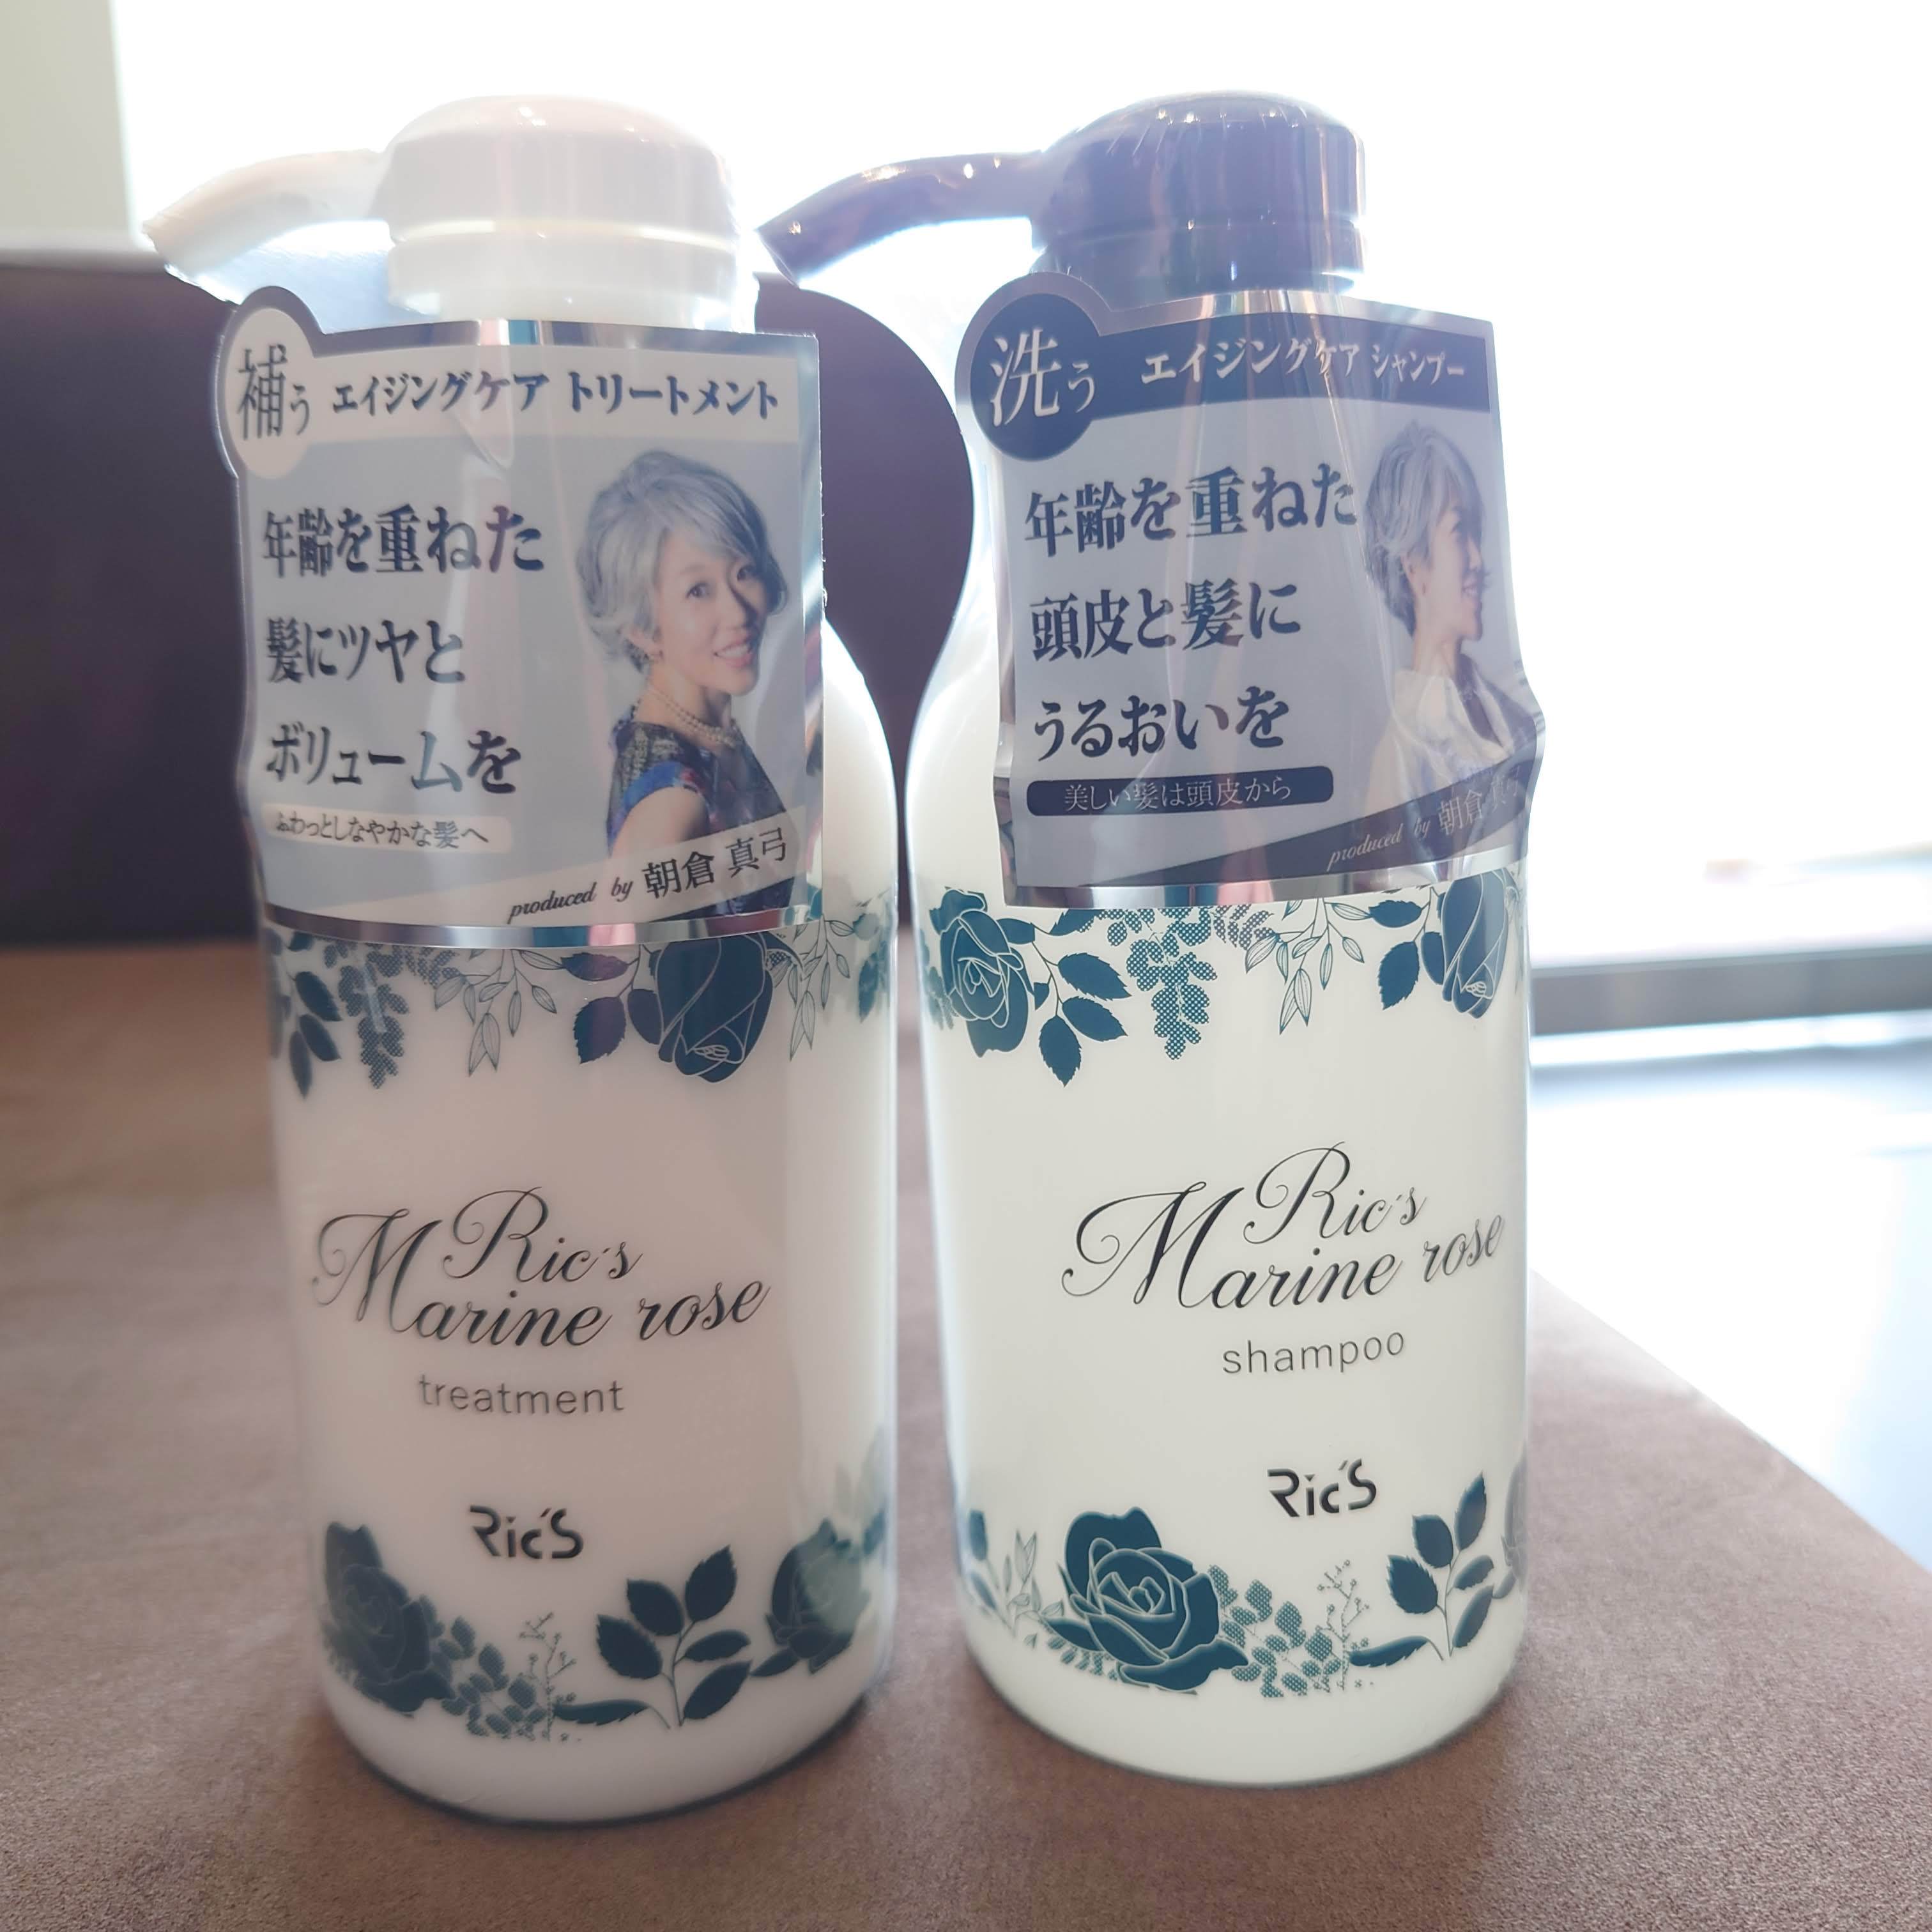 補う エイジングケア トリートメント
年齢を重ねた
髪にツヤと
ボリュームを
ふわっとしなやかな髪へ
produced by 朝倉 真弓
Ric's
Marine rose
treatment
Ric'S
洗う エイジングケア シャンプー
年齢を重ねた
頭皮と髪に
うるおいを
美しい髪は頭皮から
produced by 朝倉 真弓
Ric's
Marine rose
shampoo
Ric'S